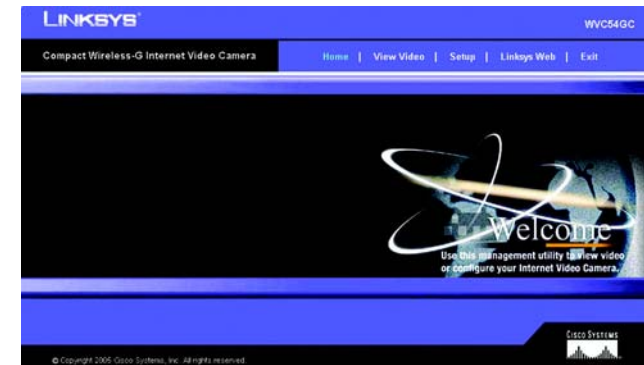 LINKSYS®
WVC54GC
Compact Wireless-G Internet Video Camera
Home | View Video | Setup | Linksys Web | Exit
Welcome
Use this management utility to view video
or configure your Internet Video Camera.
CISCO SYSTEMS
© Copyright 2005 Cisco Systems, Inc. All rights reserved.